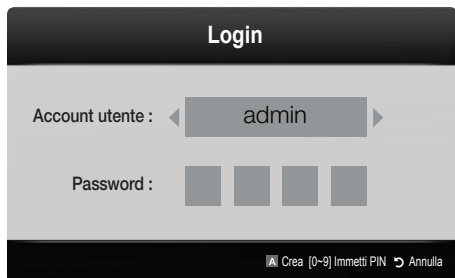 Login
Account utente : admin
Password :
A Crea [0~9] Immetti PIN Annulla